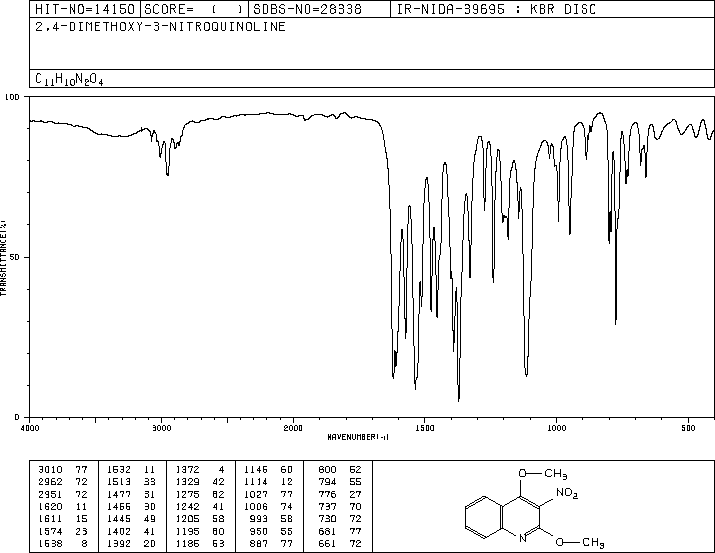 HIT-NO=14150 SCORE= ( ) SDBS-NO=28338 IR-NIDA-39695 : KBR DISC
2,4-DIMETHOXY-3-NITROQUINOLINE
C11H10N2O4
100
50
0
TRANSMITTANCE(%)
4000 3000 2000 1500 1000 500
WAVENUMBER(-1)
3010 77 1532 11 1372 4 1146 60 800 52
2962 72 1513 33 1329 42 1114 12 794 55
2951 72 1477 31 1275 62 1027 77 776 27
1620 11 1456 30 1242 41 1006 74 737 70
1611 15 1445 49 1205 58 993 58 730 72
1574 23 1402 41 1195 60 950 55 681 77
1538 8 1392 20 1185 53 887 77 661 72
O CH3
NO2
N O CH3